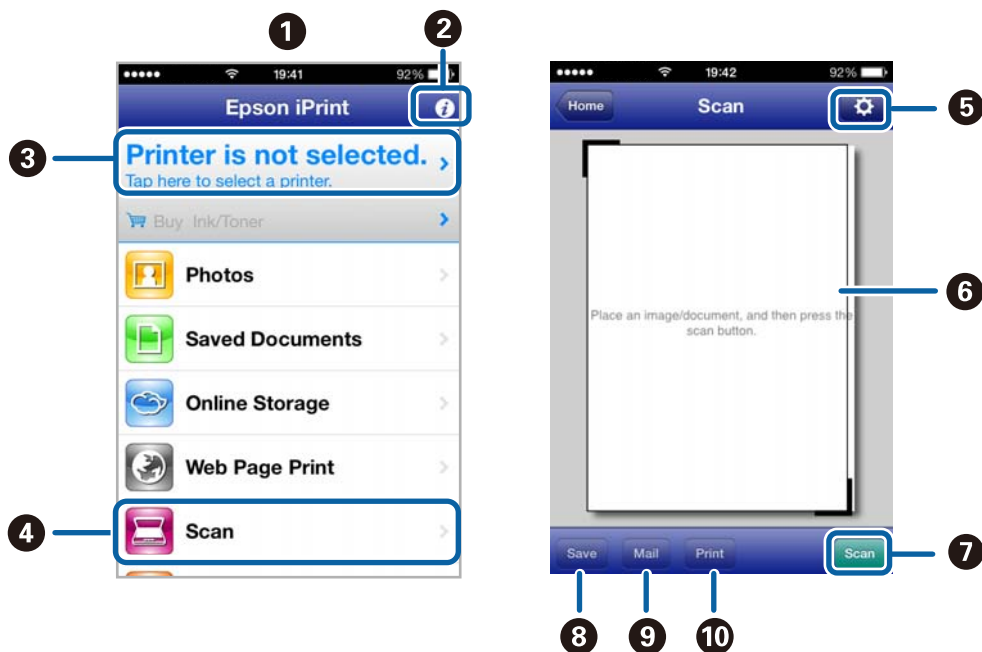 1
2
19:41
92%
Epson iPrint
i
3
Printer is not selected.
Tap here to select a printer.
Buy Ink/Toner
Photos
Saved Documents
Online Storage
Web Page Print
4
Scan
19:42
92%
Home
Scan
5
6
Place an image/document, and then press the
scan button.
Save
Mail
Print
Scan
7
8
9
10